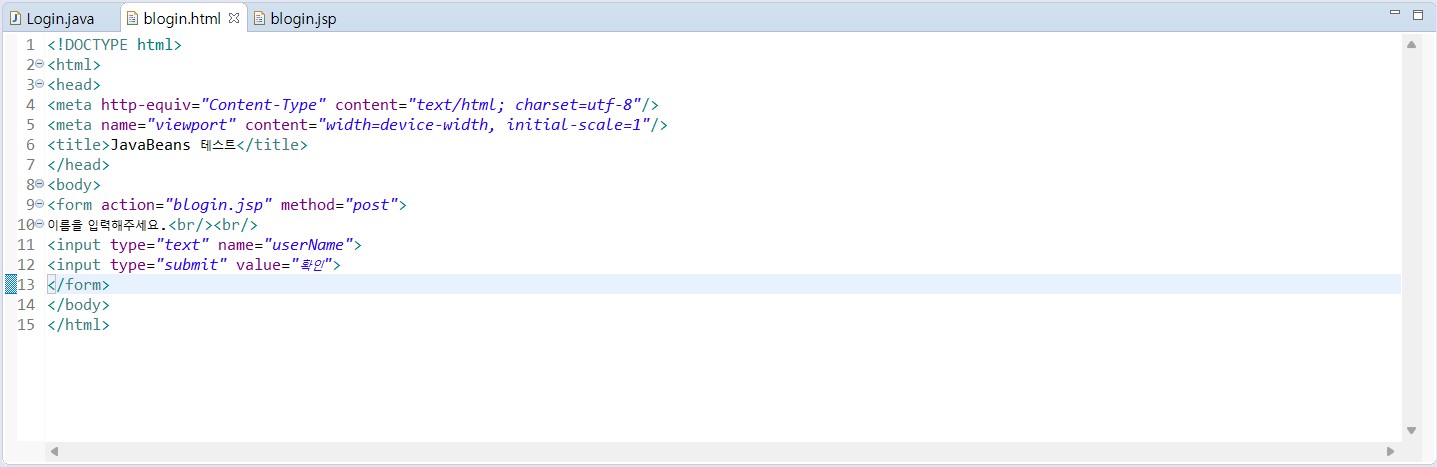 Login.java blogin.html blogin.jsp
1 <!DOCTYPE html>
2 <html>
3 <head>
4 <meta http-equiv="Content-Type" content="text/html; charset=utf-8"/>
5 <meta name="viewport" content="width=device-width, initial-scale=1"/>
6 <title>JavaBeans 테스트</title>
7 </head>
8 <body>
9 <form action="blogin.jsp" method="post">
10 이름을 입력해주세요.<br/><br/>
11 <input type="text" name="userName">
12 <input type="submit" value="확인">
13 </form>
14 </body>
15 </html>